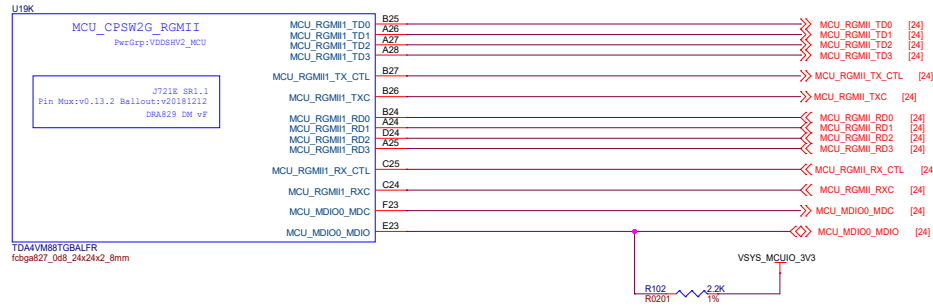 U19K
MCU_CPSW2G_RGMII
PwrGrp:VDDSHV2_MCU
J721E SR1.1
Pin Mux:v0.13.2 Ballout:v20181212
DRA829 DM vF
MCU_RGMII1_TD0 B25 MCU_RGMII_TD0 [24]
MCU_RGMII1_TD1 A26 MCU_RGMII_TD1 [24]
MCU_RGMII1_TD2 A27 MCU_RGMII_TD2 [24]
MCU_RGMII1_TD3 A28 MCU_RGMII_TD3 [24]
MCU_RGMII1_TX_CTL B27 MCU_RGMII_TX_CTL [24]
MCU_RGMII1_TXC B26 MCU_RGMII_TXC [24]
MCU_RGMII1_RD0 B24 MCU_RGMII_RD0 [24]
MCU_RGMII1_RD1 A24 MCU_RGMII_RD1 [24]
MCU_RGMII1_RD2 D24 MCU_RGMII_RD2 [24]
MCU_RGMII1_RD3 A25 MCU_RGMII_RD3 [24]
MCU_RGMII1_RX_CTL C25 MCU_RGMII_RX_CTL [24
MCU_RGMII1_RXC C24 MCU_RGMII_RXC [24]
MCU_MDIO0_MDC F23 MCU_MDIO0_MDC [24]
MCU_MDIO0_MDIO E23 MCU_MDIO0_MDIO [24]
TDA4VM88TGBALFR
fcbga827_0d8_24x24x2_8mm
VSYS_MCUIO_3V3
R102 2.2K
R0201 1%